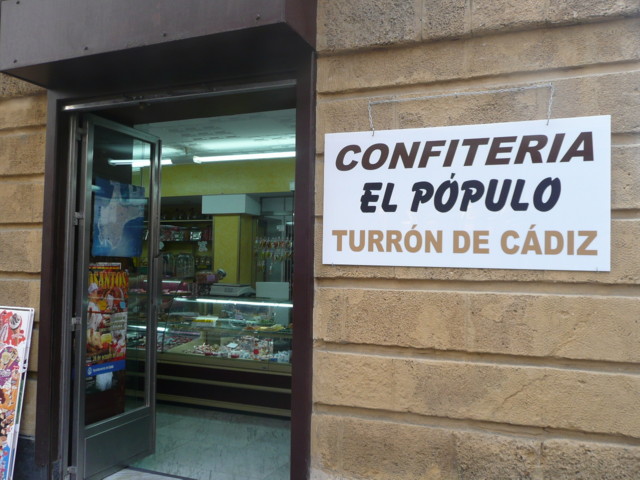 CONFITERIA
EL PÓPULO
TURRÓN DE CÁDIZ